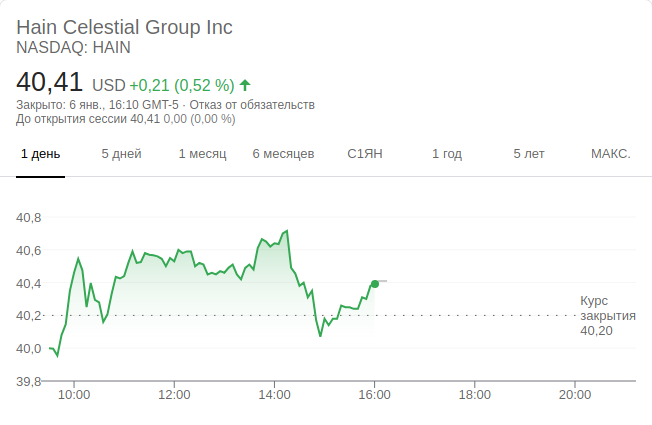 Hain Celestial Group Inc
NASDAQ: HAIN
40,41 USD +0,21 (0,52 %)
Закрыто: 6 янв., 16:10 GMT-5 · Отказ от обязательств
До открытия сессии 40,41 0,00 (0,00 %)
1 день 5 дней 1 месяц 6 месяцев С1ЯН 1 год 5 лет МАКС.
40,8
40,6
40,4
40,2
40,0
39,8
Курс
закрытия
40,20
10:00 12:00 14:00 16:00 18:00 20:00